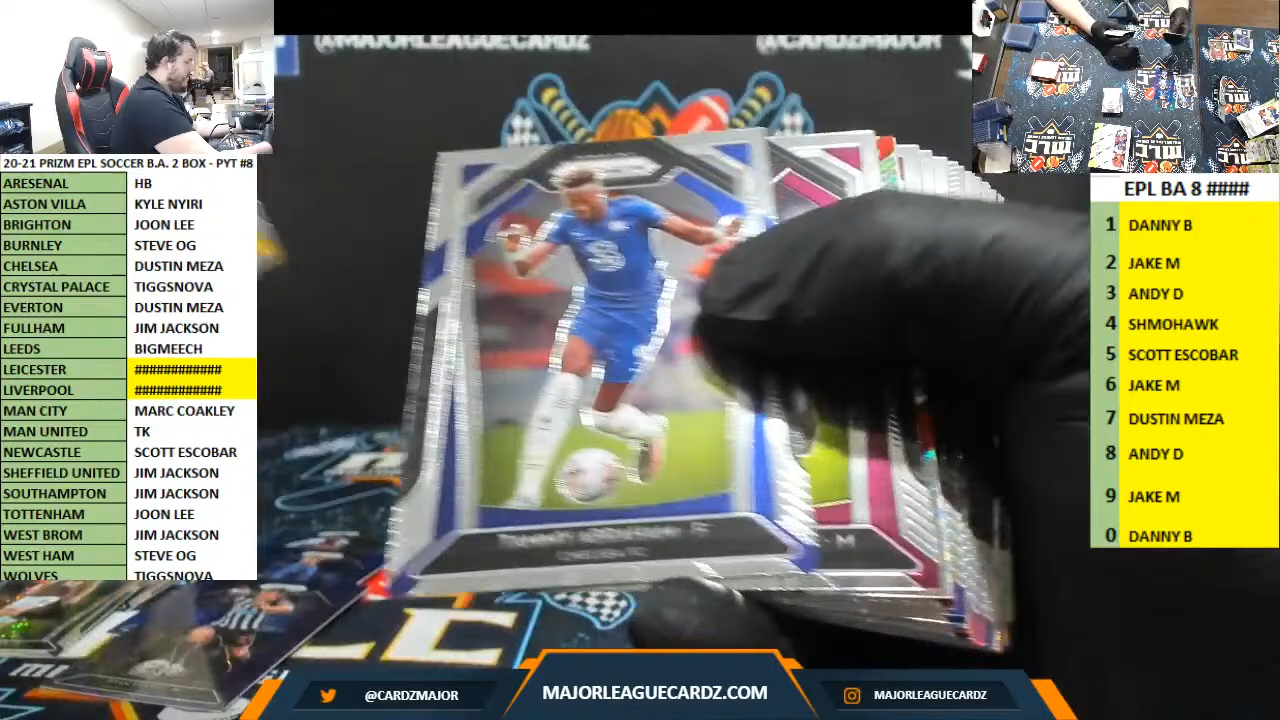 @MAJORLEAGUECARDZ
@CARDZMAJOR
20-21 PRIZM EPL SOCCER B.A. 2 BOX - PYT #8
ARESENAL HB
ASTON VILLA KYLE NYIRI
BRIGHTON JOON LEE
BURNLEY STEVE OG
CHELSEA DUSTIN MEZA
CRYSTAL PALACE TIGGSNOVA
EVERTON DUSTIN MEZA
FULLHAM JIM JACKSON
LEEDS BIGMEECH
LEICESTER ############
LIVERPOOL ############
MAN CITY MARC COAKLEY
MAN UNITED TK
NEWCASTLE SCOTT ESCOBAR
SHEFFIELD UNITED JIM JACKSON
SOUTHAMPTON JIM JACKSON
TOTTENHAM JOON LEE
WEST BROM JIM JACKSON
WEST HAM STEVE OG
WOLVES TIGGSNOVA
EPL BA 8 ####
1 DANNY B
2 JAKE M
3 ANDY D
4 SHMOHAWK
5 SCOTT ESCOBAR
6 JAKE M
7 DUSTIN MEZA
8 ANDY D
9 JAKE M
0 DANNY B
@CARDZMAJOR
MAJORLEAGUECARDZ.COM
MAJORLEAGUECARDZ